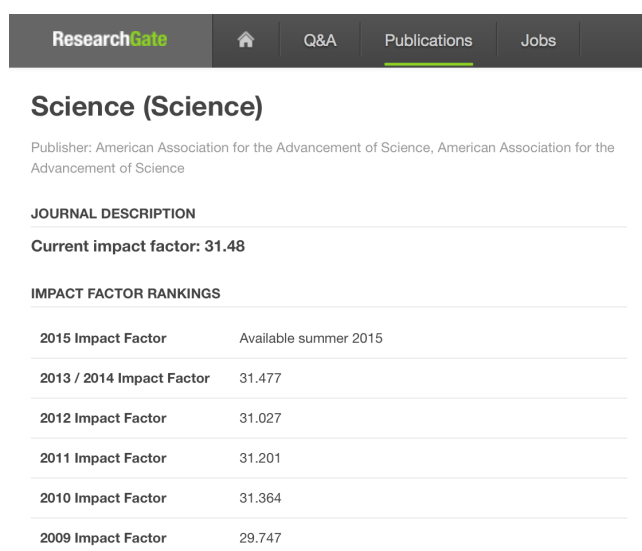 ResearchGate Q&A Publications Jobs
Science (Science)
Publisher: American Association for the Advancement of Science, American Association for the
Advancement of Science
JOURNAL DESCRIPTION
Current impact factor: 31.48
IMPACT FACTOR RANKINGS
2015 Impact Factor Available summer 2015
2013 / 2014 Impact Factor 31.477
2012 Impact Factor 31.027
2011 Impact Factor 31.201
2010 Impact Factor 31.364
2009 Impact Factor 29.747